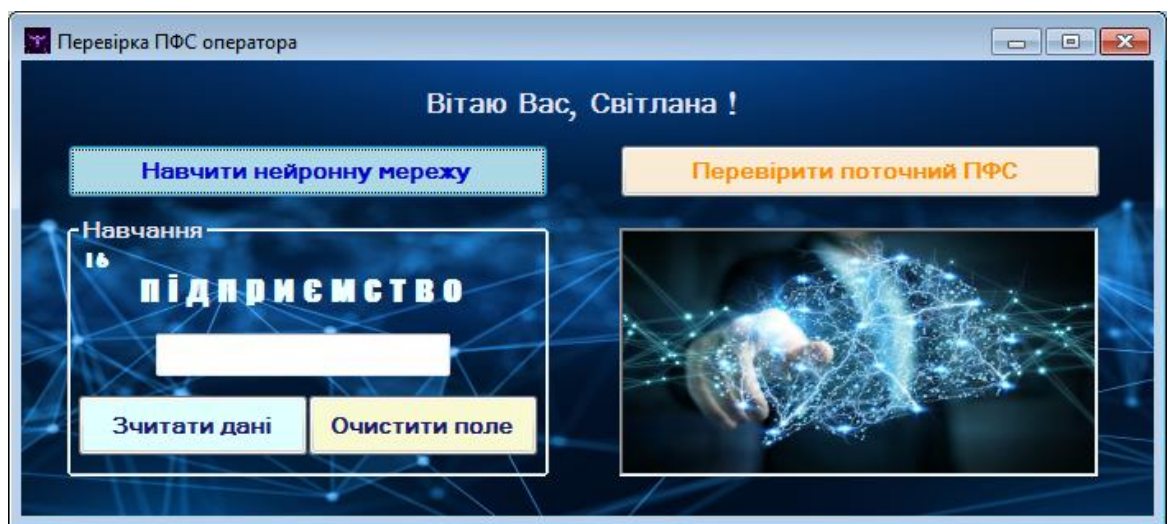 Перевірка ПФС оператора
Вітаю Вас, Світлана !
Навчити нейронну мережу
Перевірити поточний ПФС
Навчання
16
підприємство
Зчитати дані
Очистити поле